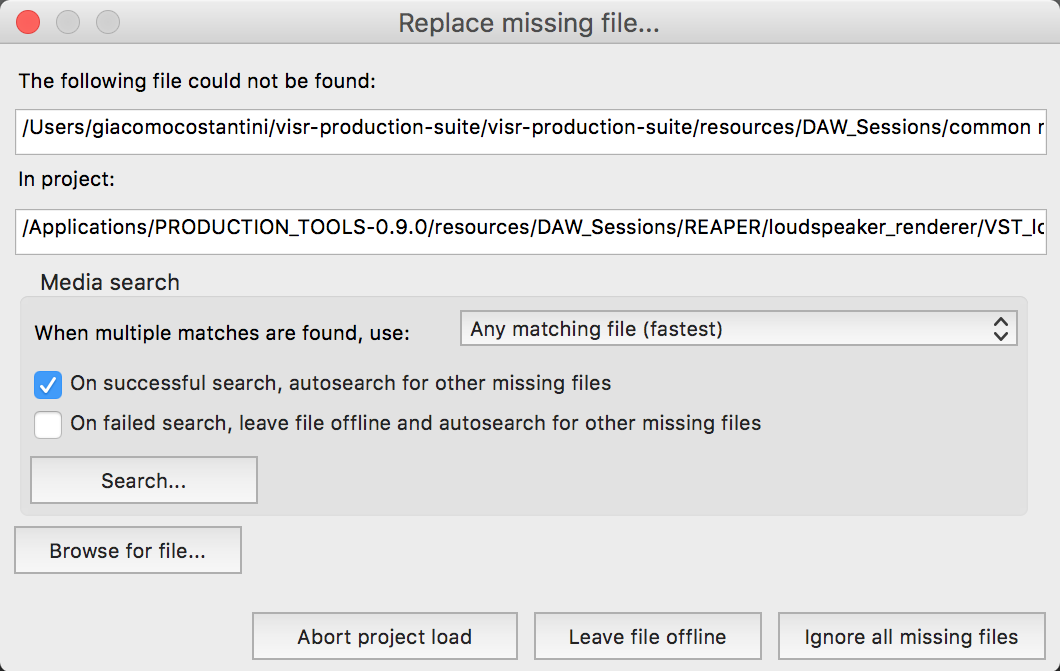 Replace missing file...
The following file could not be found:
/Users/giacomocostantini/visr-production-suite/visr-production-suite/resources/DAW_Sessions/common
In project:
/Applications/PRODUCTION_TOOLS-0.9.0/resources/DAW_Sessions/REAPER/loudspeaker_renderer/VST_lo
Media search
When multiple matches are found, use: Any matching file (fastest)
On successful search, autosearch for other missing files
On failed search, leave file offline and autosearch for other missing files
Search...
Browse for file...
Abort project load Leave file offline Ignore all missing files